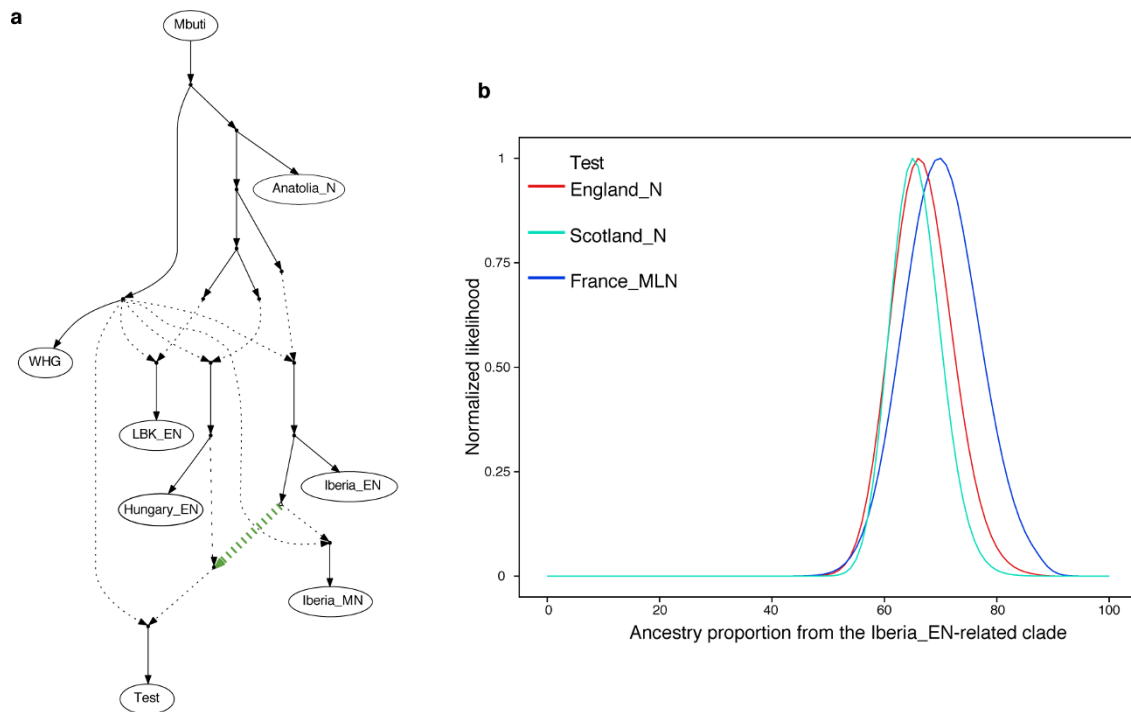 a
Mbuti
Anatolia_N
WHG
LBK_EN
Hungary_EN
Iberia_EN
Iberia_MN
Test
b
Test
England_N
Scotland_N
France_MLN
Normalized likelihood
1
0.75
0.50
0.25
0
0 20 40 60 80 100
Ancestry proportion from the Iberia_EN-related clade